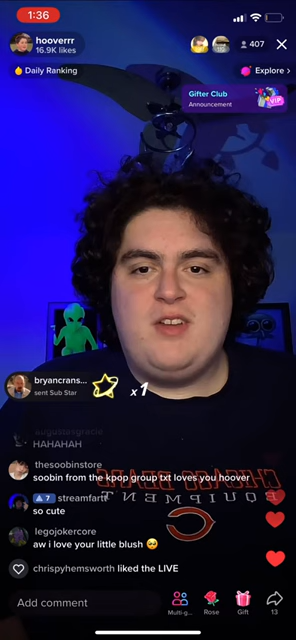 1:36
hooverrr
16.9K likes
407
Daily Ranking
Explore >
Gifter Club
Announcement
VIP
bryancrans...
sent Sub Star
x1
HAHAHAH
thesoobinstore
soobin from the kpop group txt loves you hoover
7 streamfartt
so cute
legojokercore
aw i love your little blush 🥺
chrispyhemsworth liked the LIVE
CHICAGO BEARS
EQUIPMENT
Add comment
Multi-g...
Rose
Gift
13